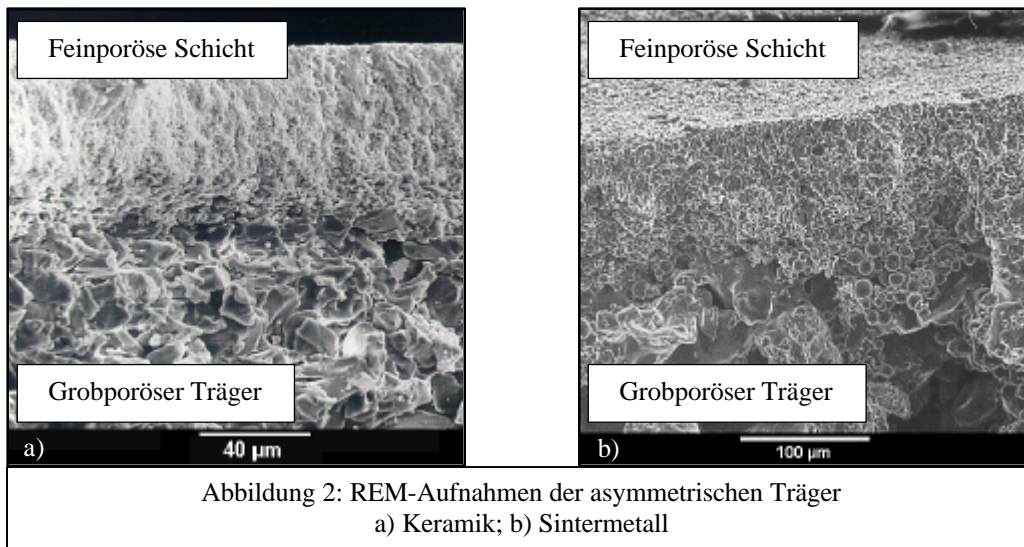 Feinporöse Schicht
Grobporöser Träger
a)
40 µm
Feinporöse Schicht
Grobporöser Träger
b)
100 µm
Abbildung 2: REM-Aufnahmen der asymmetrischen Träger
a) Keramik; b) Sintermetall